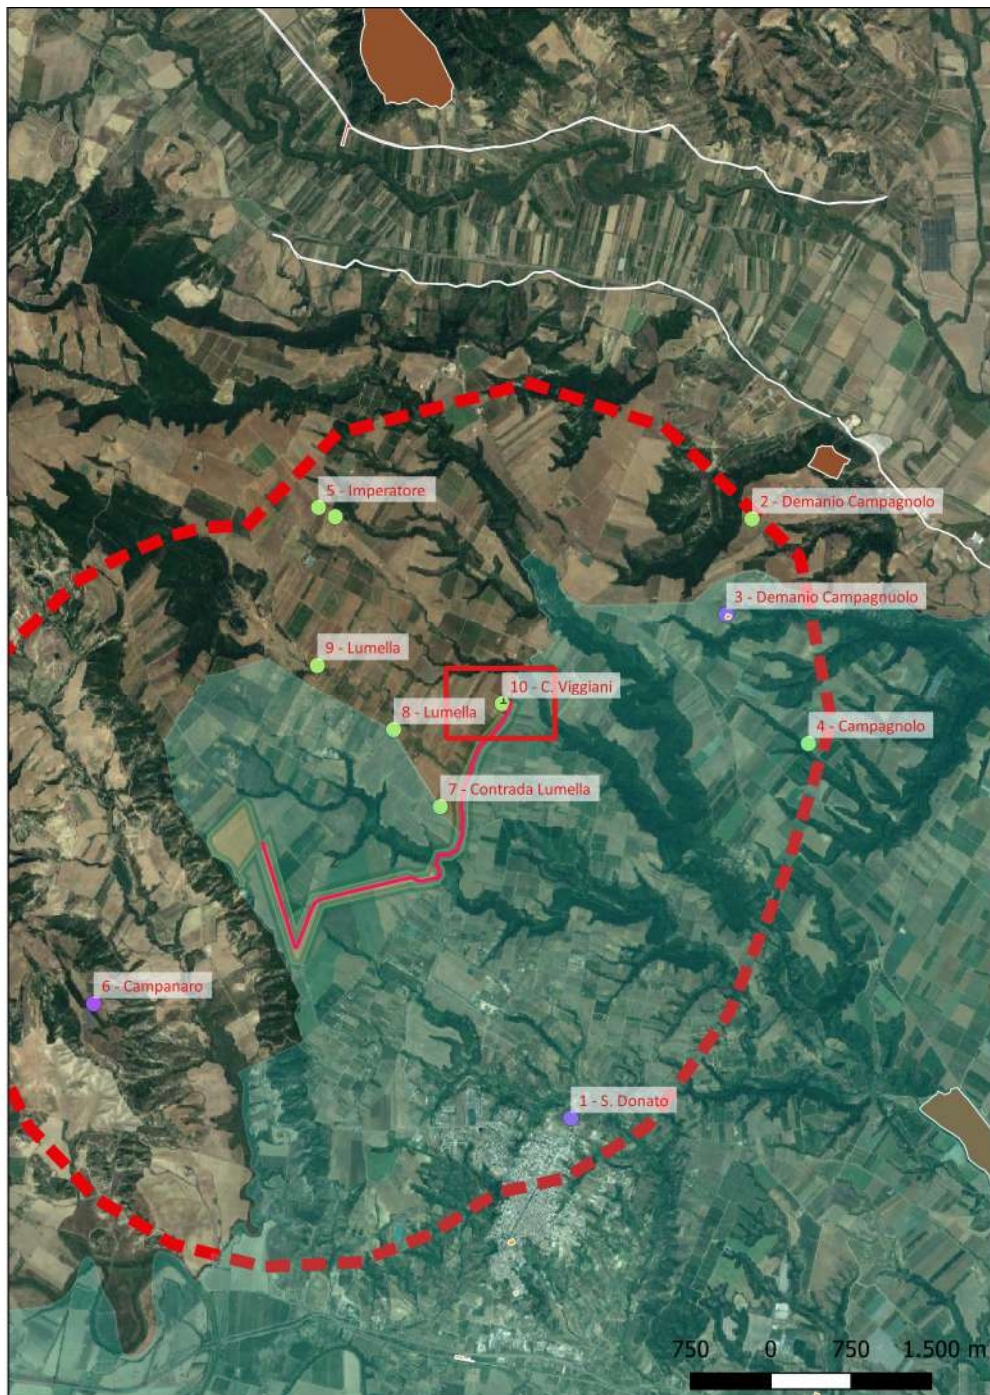 5 - Imperatore
2 - Demanio Campagnolo
3 - Demanio Campagnuolo
9 - Lumella
10 - C. Viggiani
8 - Lumella
4 - Campagnolo
7 - Contrada Lumella
6 - Campanaro
1 - S. Donato
750 0 750 1.500 m